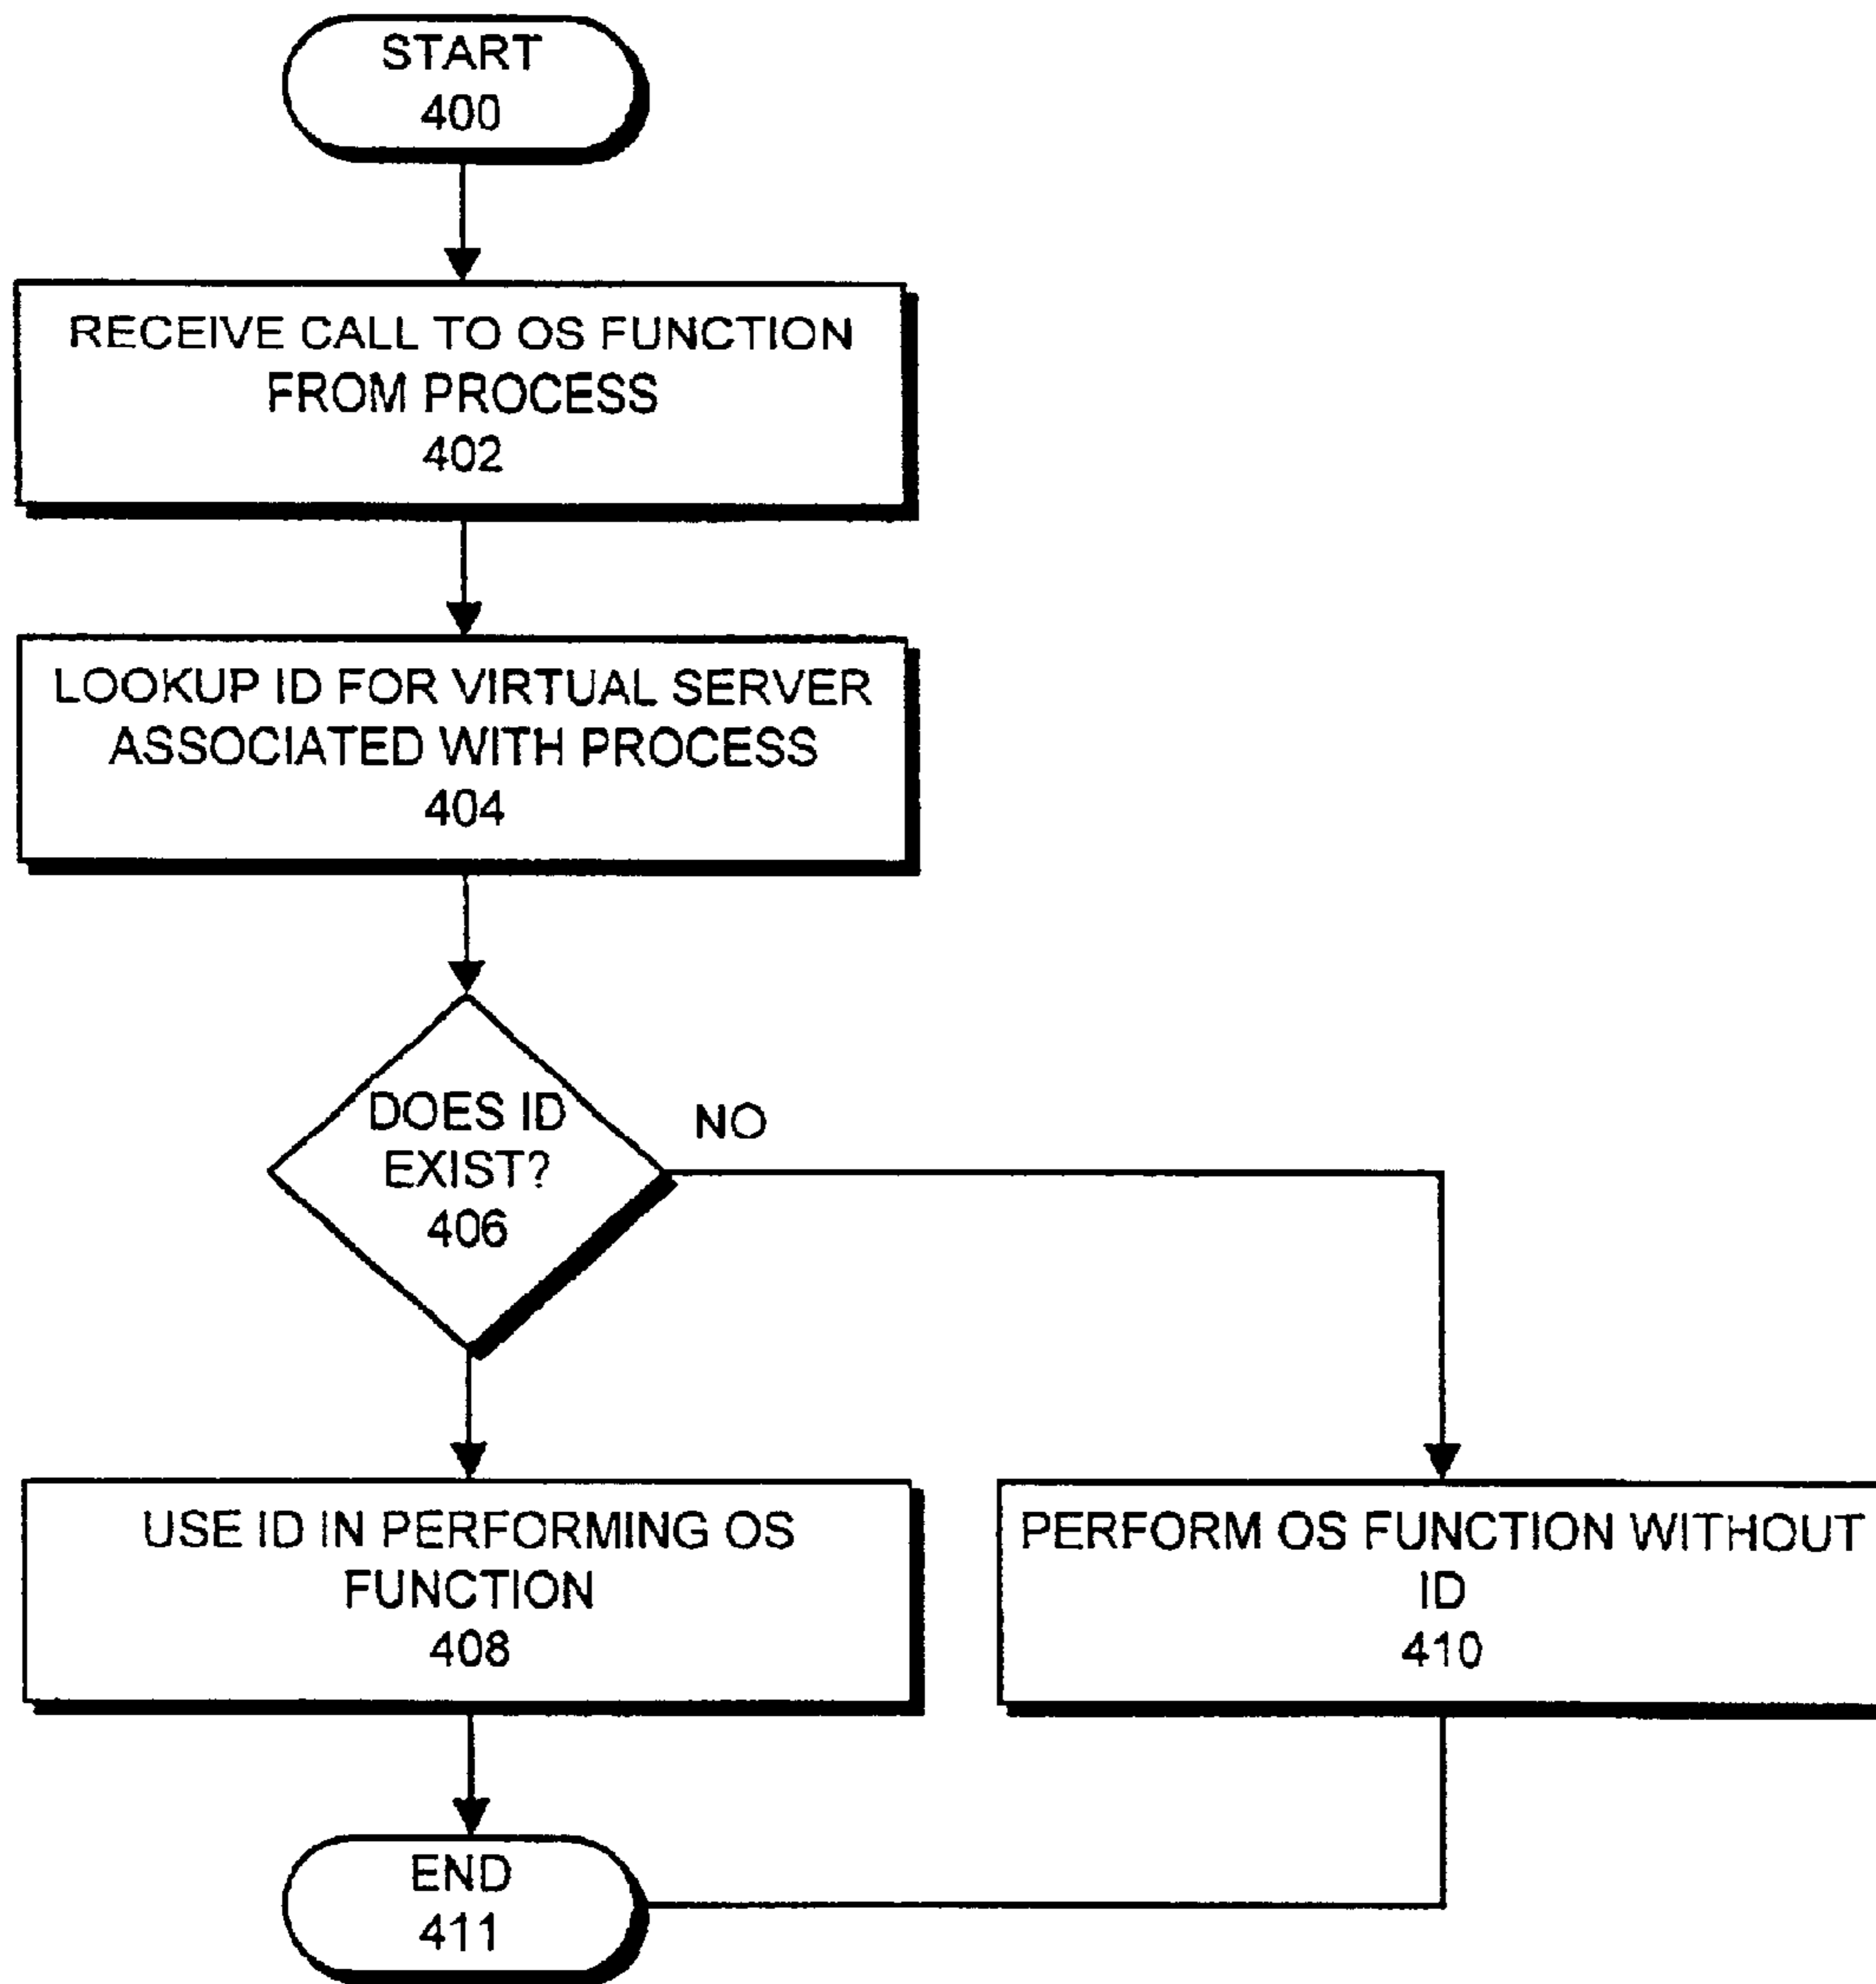 START
400
RECEIVE CALL TO OS FUNCTION
FROM PROCESS
402
LOOKUP ID FOR VIRTUAL SERVER
ASSOCIATED WITH PROCESS
404
DOES ID
EXIST?
406
NO
USE ID IN PERFORMING OS
FUNCTION
408
PERFORM OS FUNCTION WITHOUT
ID
410
END
411